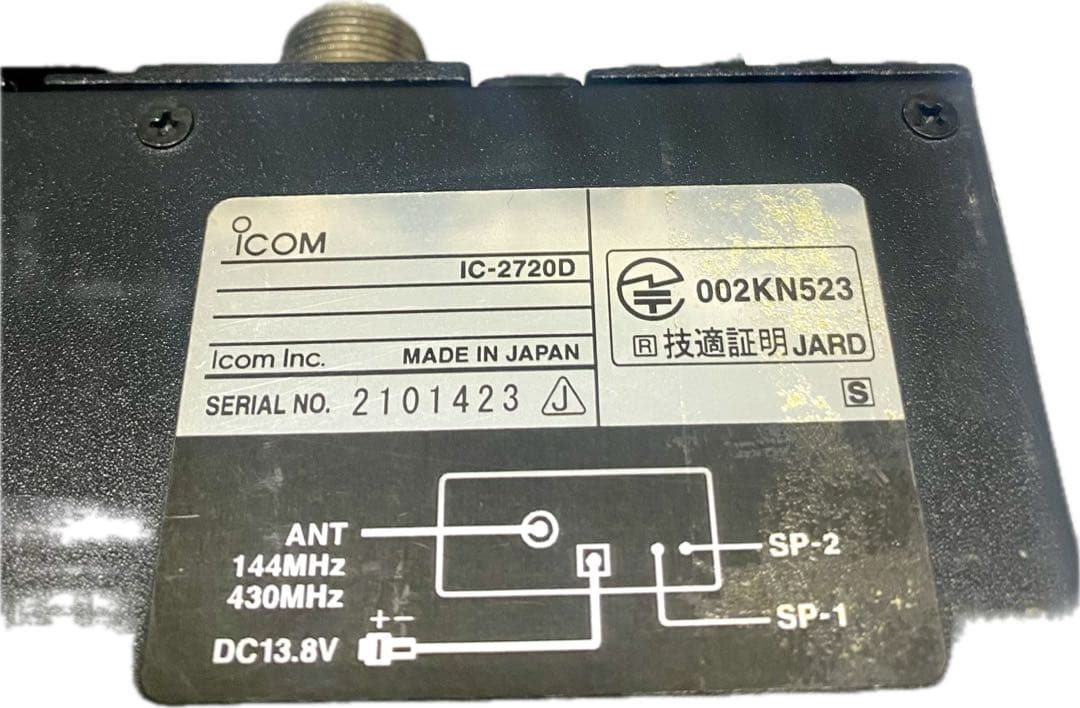 ICOM
IC-2720D
Icom Inc. MADE IN JAPAN
SERIAL NO. 2101423 J
002KN523
R 技適証明 JARD
S
ANT
144MHz
430MHz
+ −
DC13.8V
SP-2
SP-1